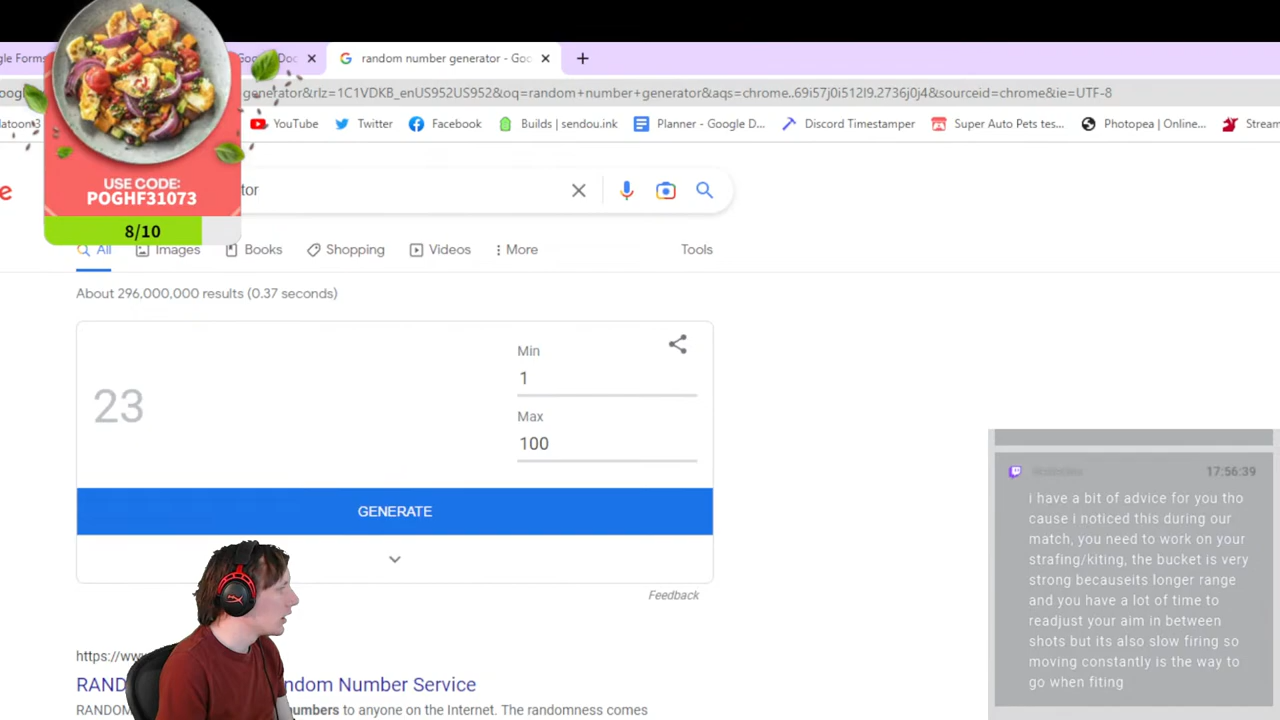 gle Forms
Google Doc
random number generator - Goo
generator&rlz=1C1VDKB_enUS952US952&oq=random+number+generator&aqs=chrome..69i57j0i512l9.2736j0j4&sourceid=chrome&ie=UTF-8
latoon3
YouTube
Twitter
Facebook
Builds | sendou.ink
Planner - Google D...
Discord Timestamper
Super Auto Pets tes...
Photopea | Online...
Stream
USE CODE:
POGHF31073
8/10
tor
All
Images
Books
Shopping
Videos
More
Tools
About 296,000,000 results (0.37 seconds)
23
Min
1
Max
100
GENERATE
Feedback
https://www
RAND
ndom Number Service
RANDOM
umbers to anyone on the Internet. The randomness comes
17:56:39
i have a bit of advice for you tho
cause i noticed this during our
match, you need to work on your
strafing/kiting, the bucket is very
strong becauseits longer range
and you have a lot of time to
readjust your aim in between
shots but its also slow firing so
moving constantly is the way to
go when fiting